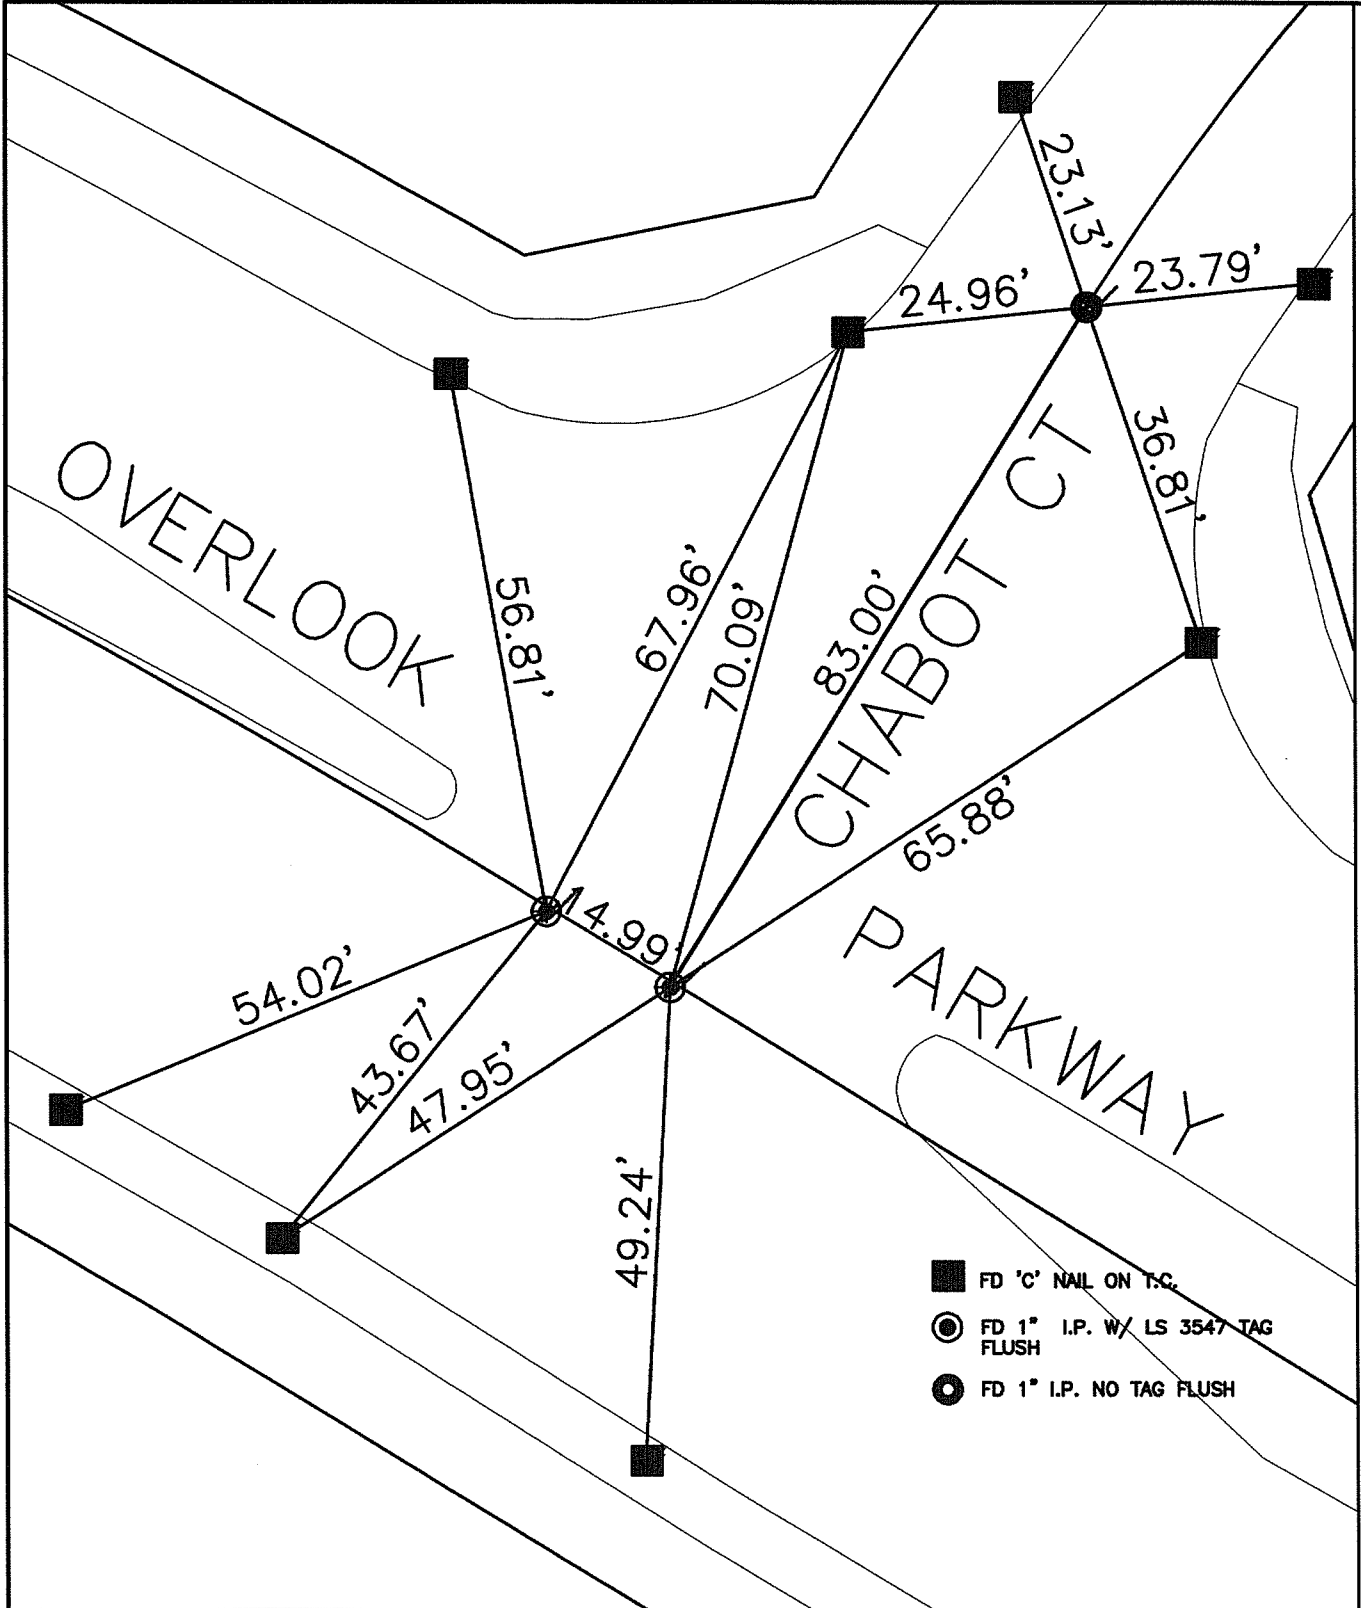 23.13'
24.96'
23.79'
36.81'
OVERLOOK
56.81'
67.96'
70.09'
83.00'
CHABOT CT
65.88'
14.99'
PARKWAY
54.02'
43.67'
47.95'
49.24'
FD 'C' NAIL ON T.C.
FD 1" I.P. W/ LS 3547 TAG
FLUSH
FD 1" I.P. NO TAG FLUSH